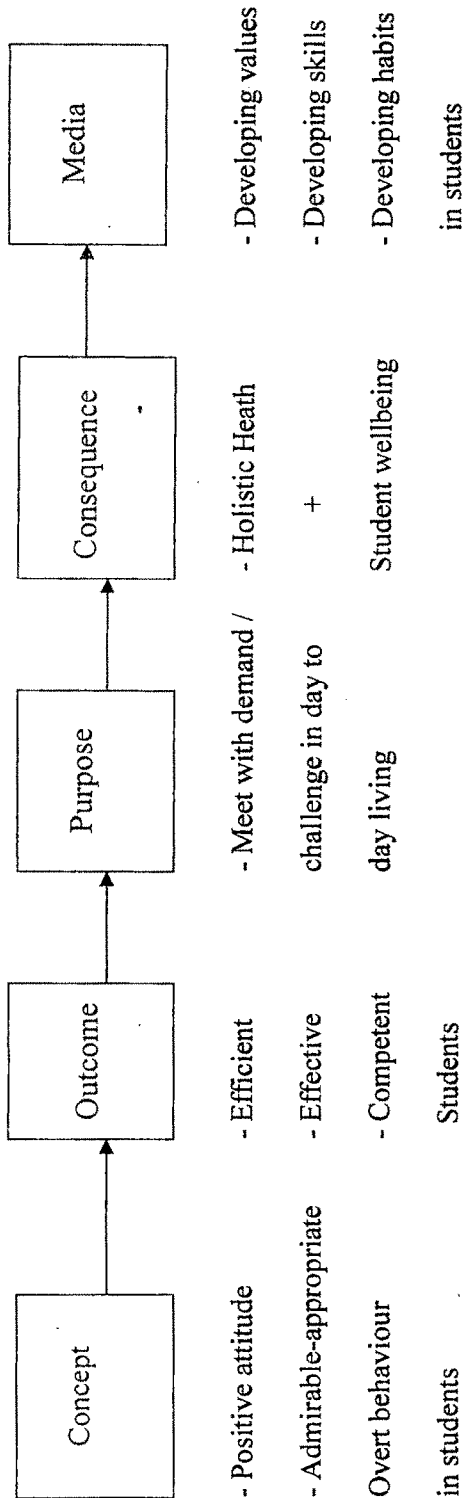 Concept
Outcome
Purpose
Consequence
Media
- Positive attitude
- Admirable-appropriate
Overt behaviour
in students
- Efficient
- Effective
- Competent
Students
- Meet with demand /
challenge in day to
day living
- Holistic Heath
+
Student wellbeing
- Developing values
- Developing skills
- Developing habits
in students